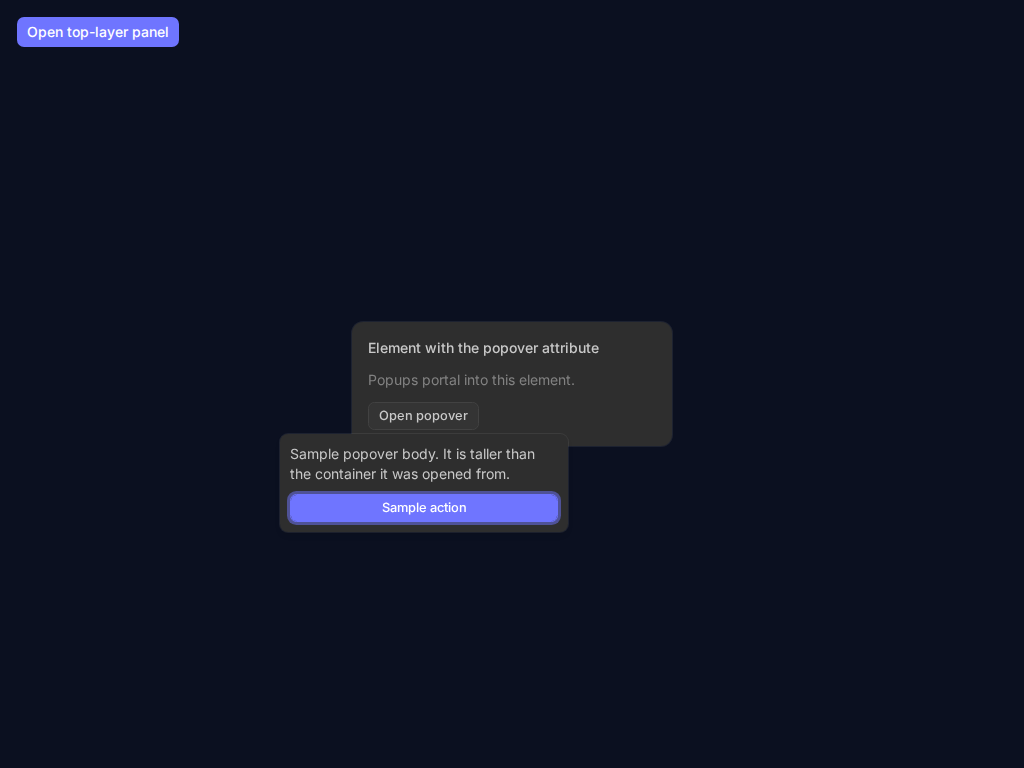 Open top-layer panel
Element with the popover attribute
Popups portal into this element.
Open popover
Sample popover body. It is taller than
the container it was opened from.
Sample action